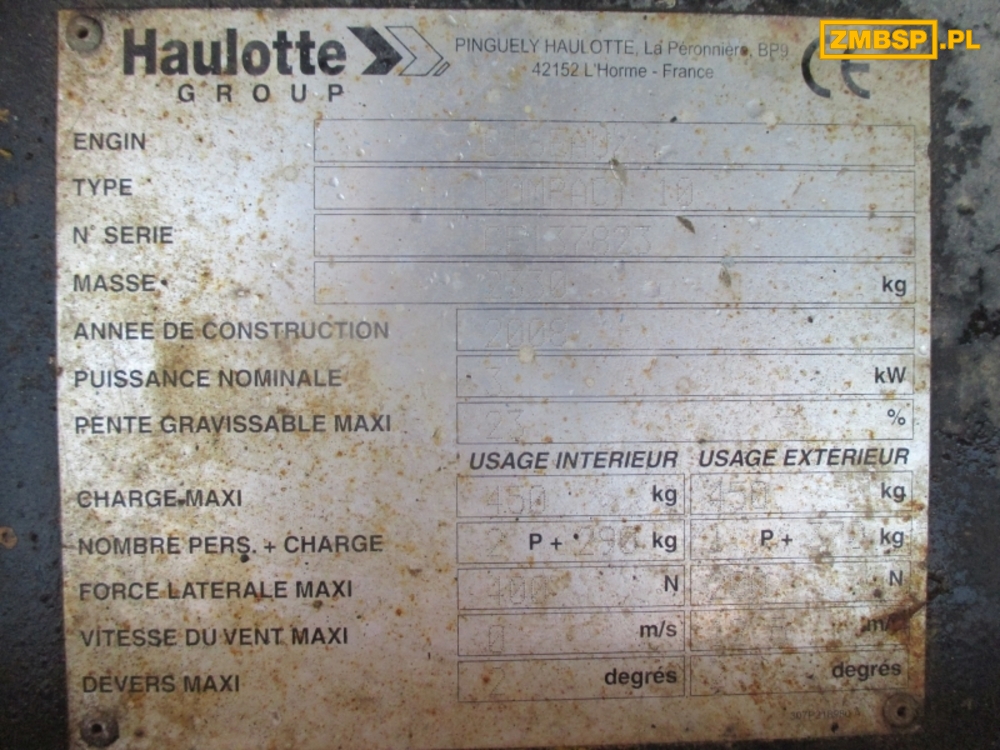 ZMBSP.PL
Haulotte
GROUP
PINGUELY HAULOTTE, La Péronnière, BP9
42152 L'Horme - France
CE
ENGIN
TYPE COMPACT 10
N° SERIE
MASSE kg
ANNEE DE CONSTRUCTION 2008
PUISSANCE NOMINALE 3 kW
PENTE GRAVISSABLE MAXI 23 %
USAGE INTERIEUR USAGE EXTERIEUR
CHARGE MAXI 450 kg 450 kg
NOMBRE PERS. + CHARGE 2 P + 290 kg P + kg
FORCE LATERALE MAXI 400 N N
VITESSE DU VENT MAXI 0 m/s m/s
DEVERS MAXI 2 degrés degrés